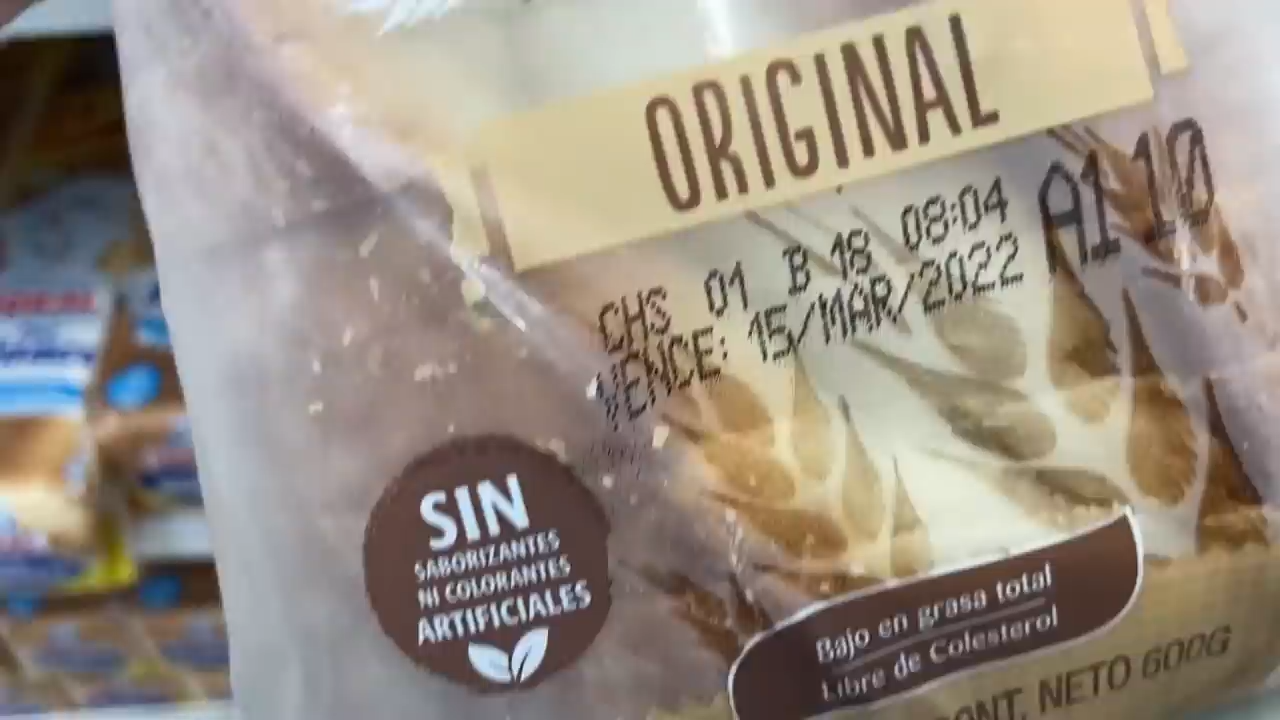 ORIGINAL
CHS 01 B 18 08:04
VENCE: 15/MAR/2022
A1 10
SIN
SABORIZANTES
NI COLORANTES
ARTIFICIALES
Bajo en grasa total
Libre de Colesterol
CONT. NETO 600G